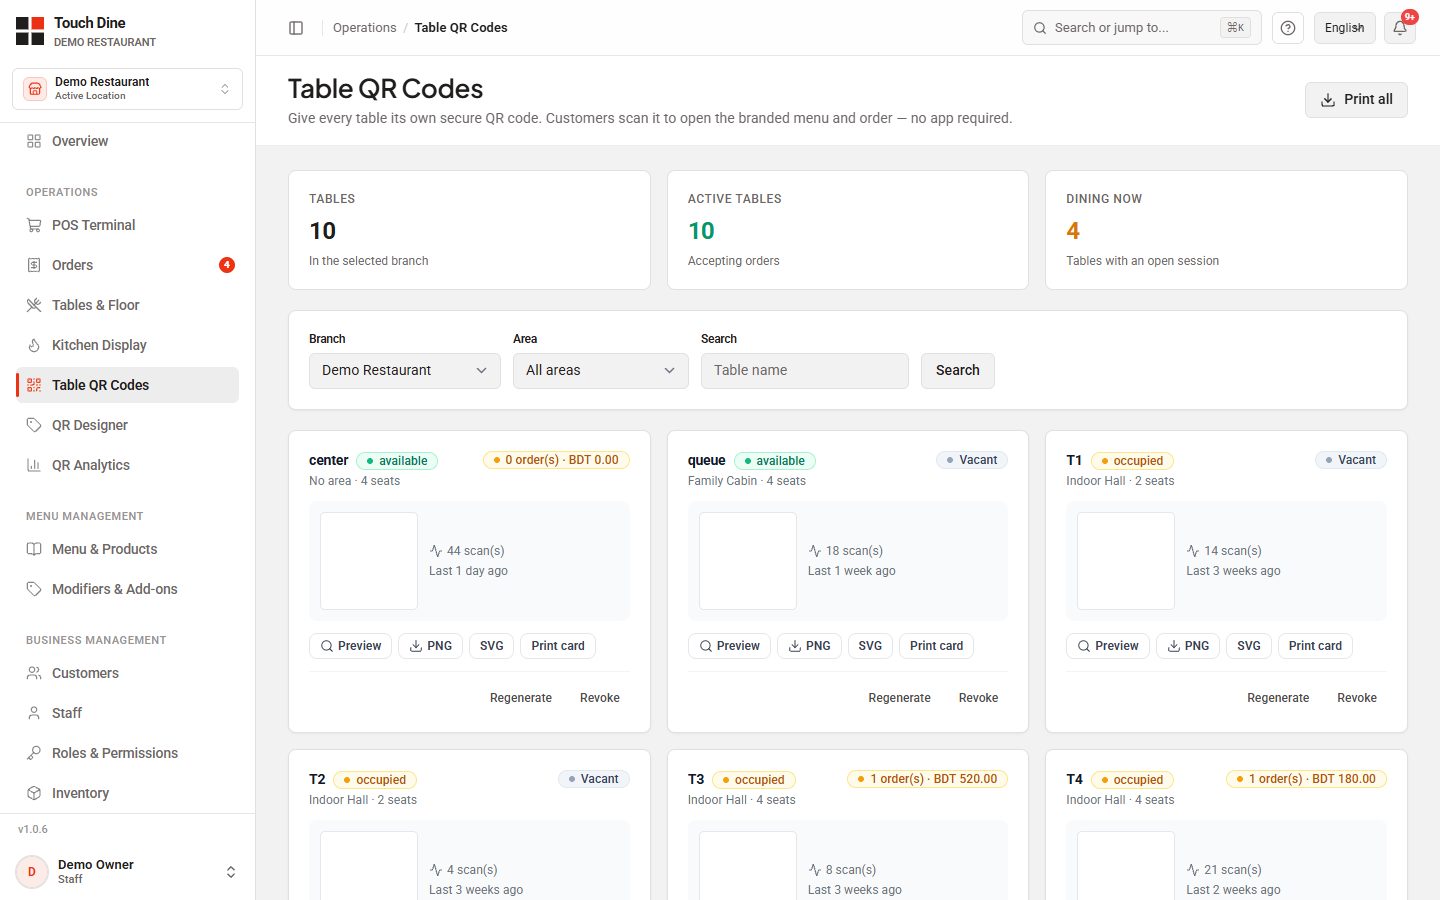 Touch Dine
DEMO RESTAURANT
Demo Restaurant
Active Location
Overview
OPERATIONS
POS Terminal
Orders 4
Tables & Floor
Kitchen Display
Table QR Codes
QR Designer
QR Analytics
MENU MANAGEMENT
Menu & Products
Modifiers & Add-ons
BUSINESS MANAGEMENT
Customers
Staff
Roles & Permissions
Inventory
v1.0.6
D
Demo Owner
Staff
Operations / Table QR Codes
Search or jump to... ⌘K
English
9+
Table QR Codes
Give every table its own secure QR code. Customers scan it to open the branded menu and order — no app required.
Print all
TABLES
10
In the selected branch
ACTIVE TABLES
10
Accepting orders
DINING NOW
4
Tables with an open session
Branch
Demo Restaurant
Area
All areas
Search
Table name
Search
center available 0 order(s) · BDT 0.00
No area · 4 seats
44 scan(s)
Last 1 day ago
Preview PNG SVG Print card
Regenerate Revoke
queue available Vacant
Family Cabin · 4 seats
18 scan(s)
Last 1 week ago
Preview PNG SVG Print card
Regenerate Revoke
T1 occupied Vacant
Indoor Hall · 2 seats
14 scan(s)
Last 3 weeks ago
Preview PNG SVG Print card
Regenerate Revoke
T2 occupied Vacant
Indoor Hall · 2 seats
4 scan(s)
Last 3 weeks ago
T3 occupied 1 order(s) · BDT 520.00
Indoor Hall · 4 seats
8 scan(s)
Last 3 weeks ago
T4 occupied 1 order(s) · BDT 180.00
Indoor Hall · 4 seats
21 scan(s)
Last 2 weeks ago